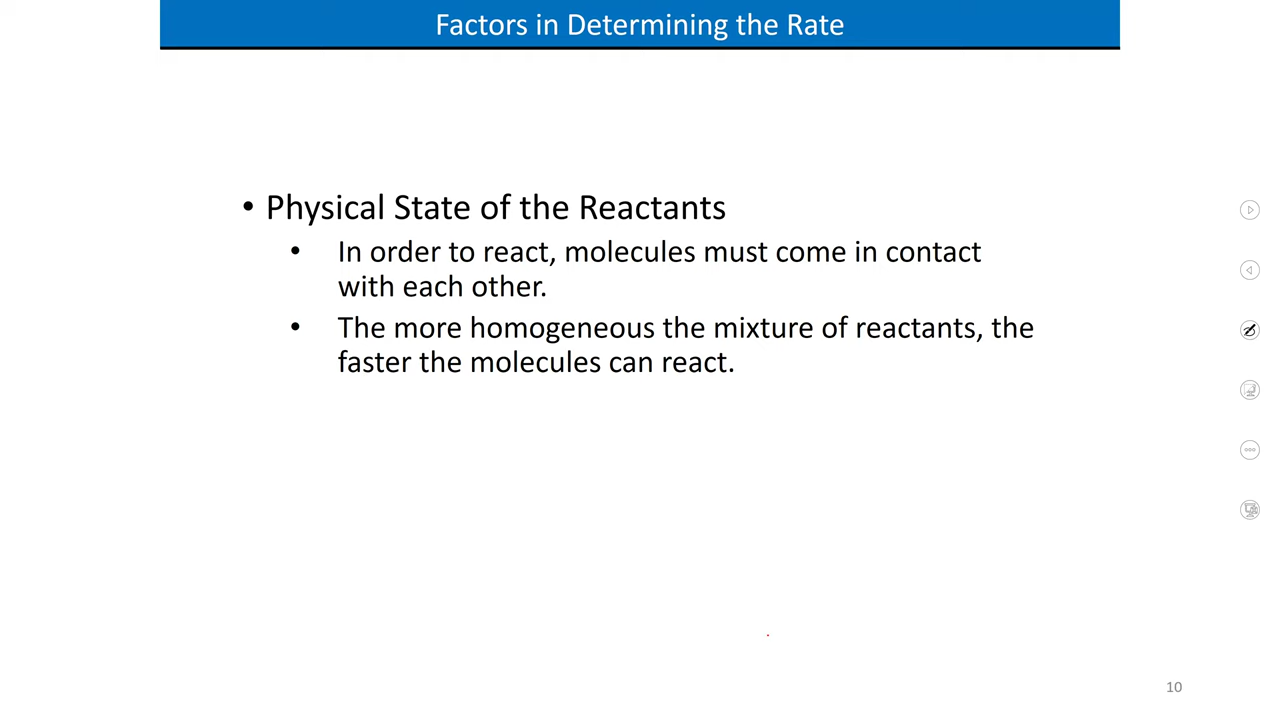 Factors in Determining the Rate
• Physical State of the Reactants
• In order to react, molecules must come in contact
with each other.
• The more homogeneous the mixture of reactants, the
faster the molecules can react.
10